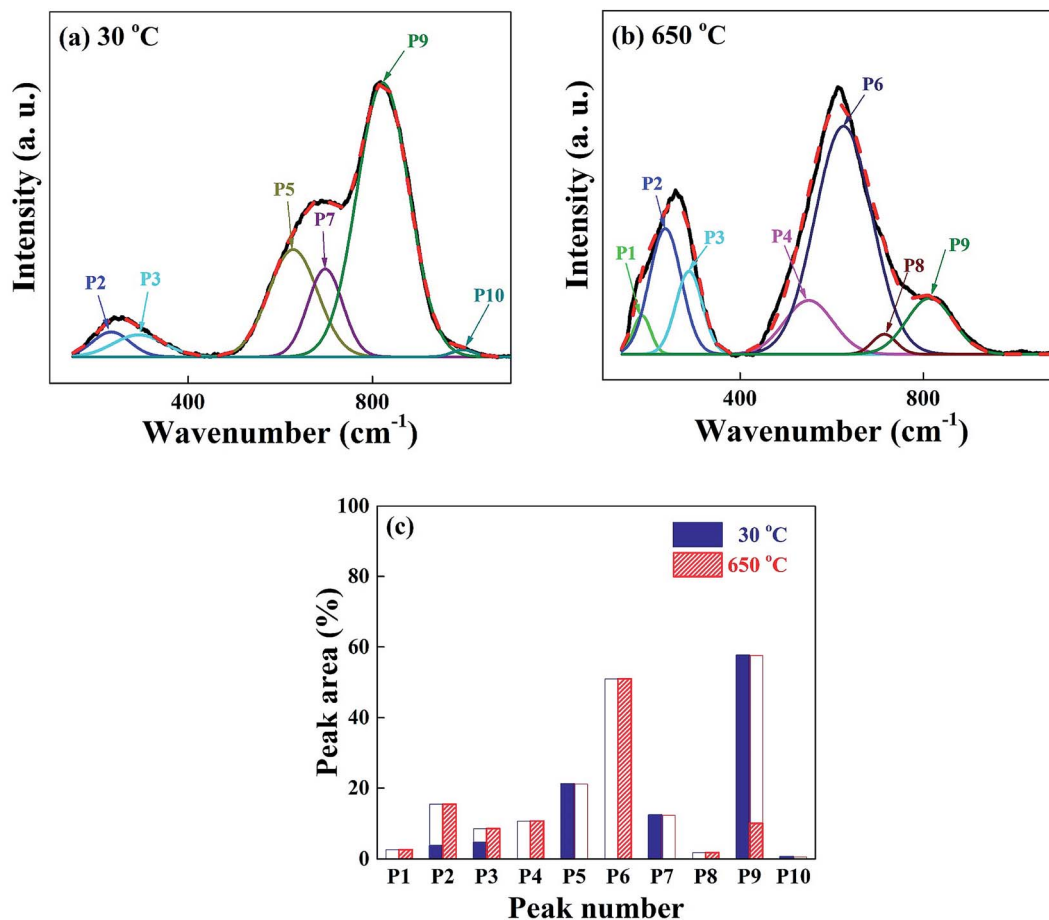 (a) 30 °C
P9
P5
P7
P2
P3
P10
Intensity (a. u.)
400
800
Wavenumber (cm⁻¹)
(b) 650 °C
P6
P2
P3
P4
P1
P8
P9
Intensity (a. u.)
400
800
Wavenumber (cm⁻¹)
(c)
30 °C
650 °C
100
80
60
40
20
0
Peak area (%)
P1 P2 P3 P4 P5 P6 P7 P8 P9 P10
Peak number